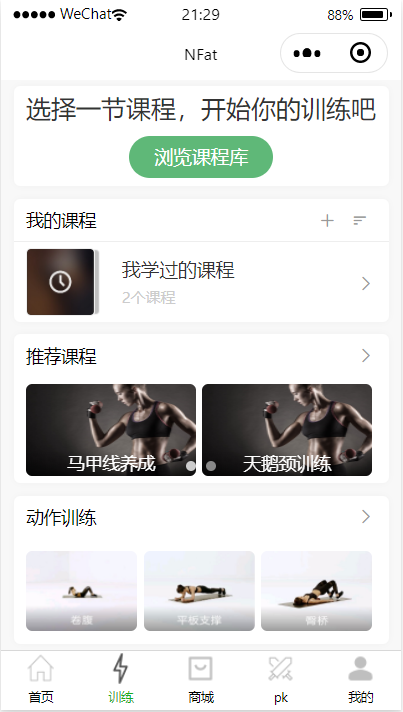 WeChat 21:29 88%
NFat
选择一节课程，开始你的训练吧
浏览课程库
我的课程
我学过的课程
2个课程
推荐课程
马甲线养成 天鹅颈训练
动作训练
卷腹 平板支撑 臀桥
首页 训练 商城 pk 我的